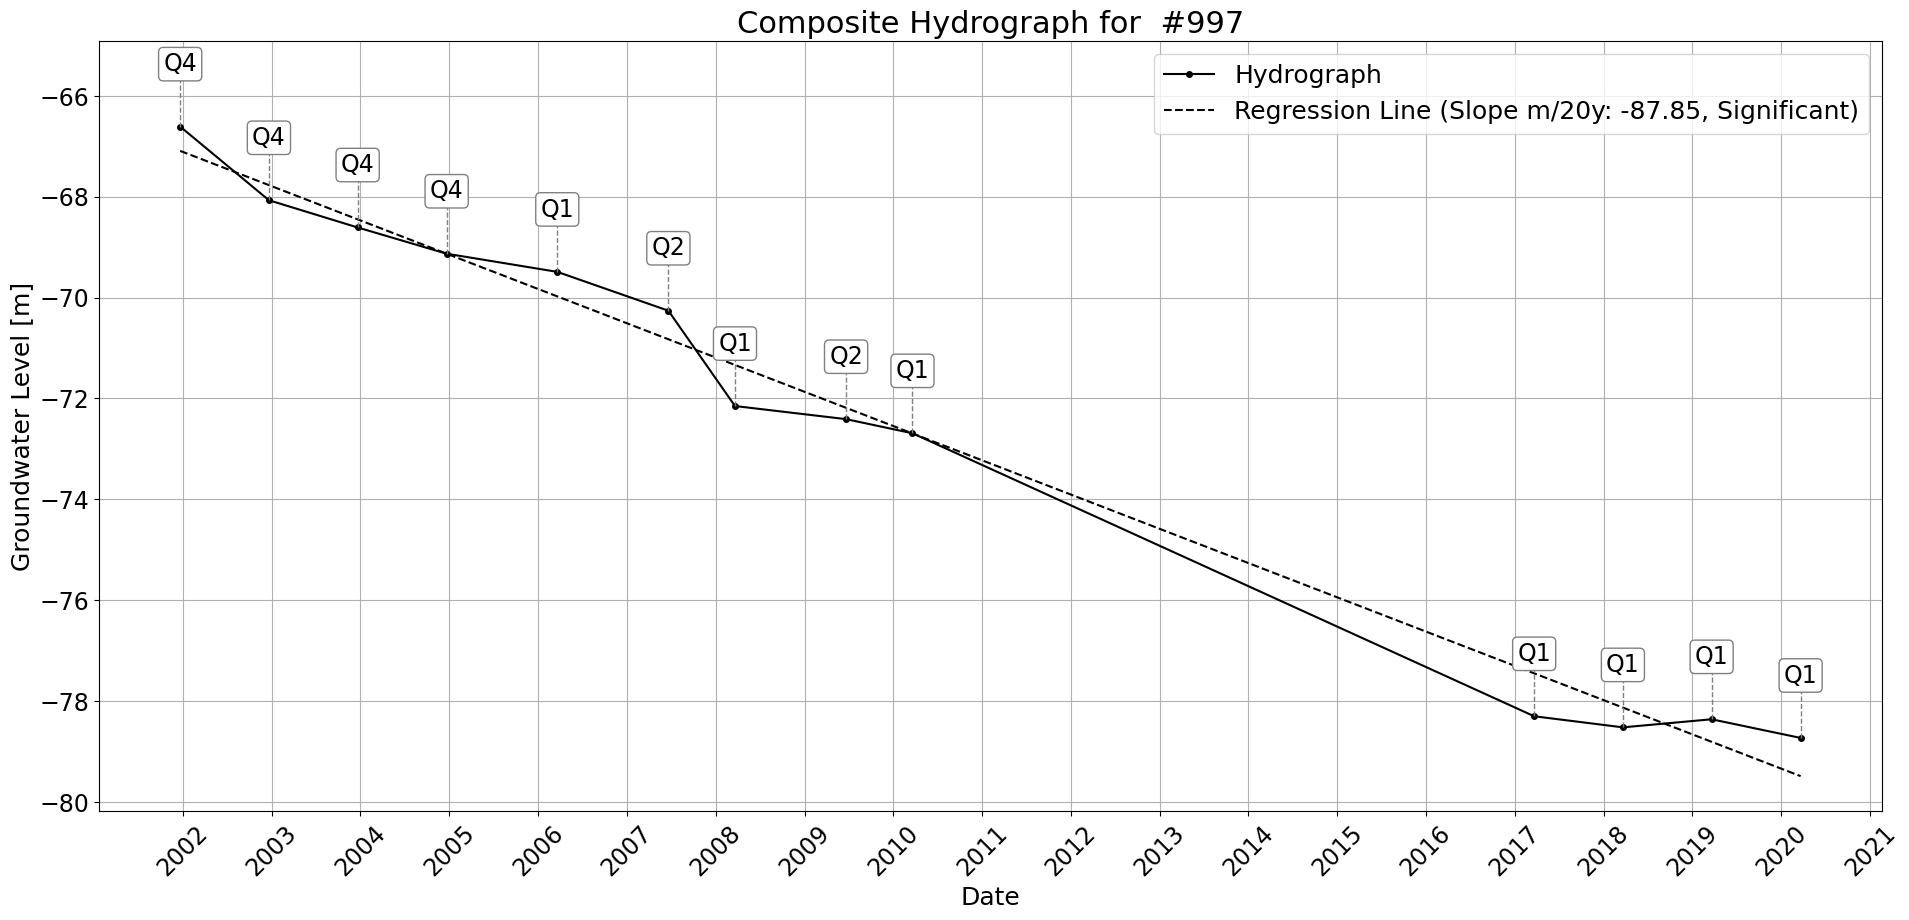 Composite Hydrograph for  #997
Hydrograph
Regression Line (Slope m/20y: -87.85, Significant)
Q4
Q4
Q4
Q4
Q1
Q2
Q1
Q2
Q1
Q1
Q1
Q1
Q1
Groundwater Level [m]
−66
−68
−70
−72
−74
−76
−78
−80
2002
2003
2004
2005
2006
2007
2008
2009
2010
2011
2012
2013
2014
2015
2016
2017
2018
2019
2020
2021
Date